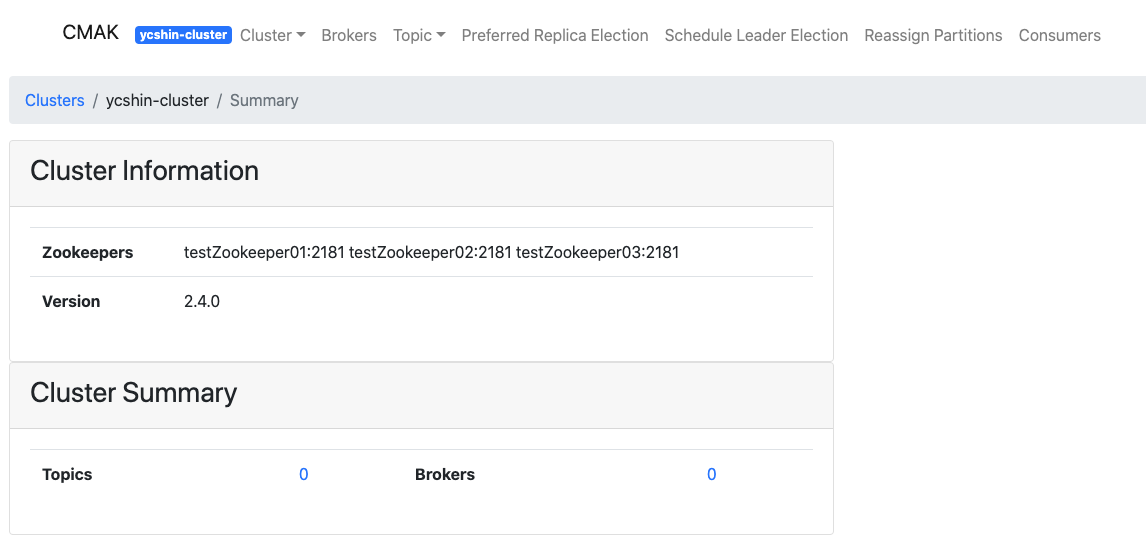 CMAK ycshin-cluster Cluster Brokers Topic Preferred Replica Election Schedule Leader Election Reassign Partitions Consumers
Clusters / ycshin-cluster / Summary
Cluster Information
Zookeepers testZookeeper01:2181 testZookeeper02:2181 testZookeeper03:2181
Version 2.4.0
Cluster Summary
Topics 0 Brokers 0